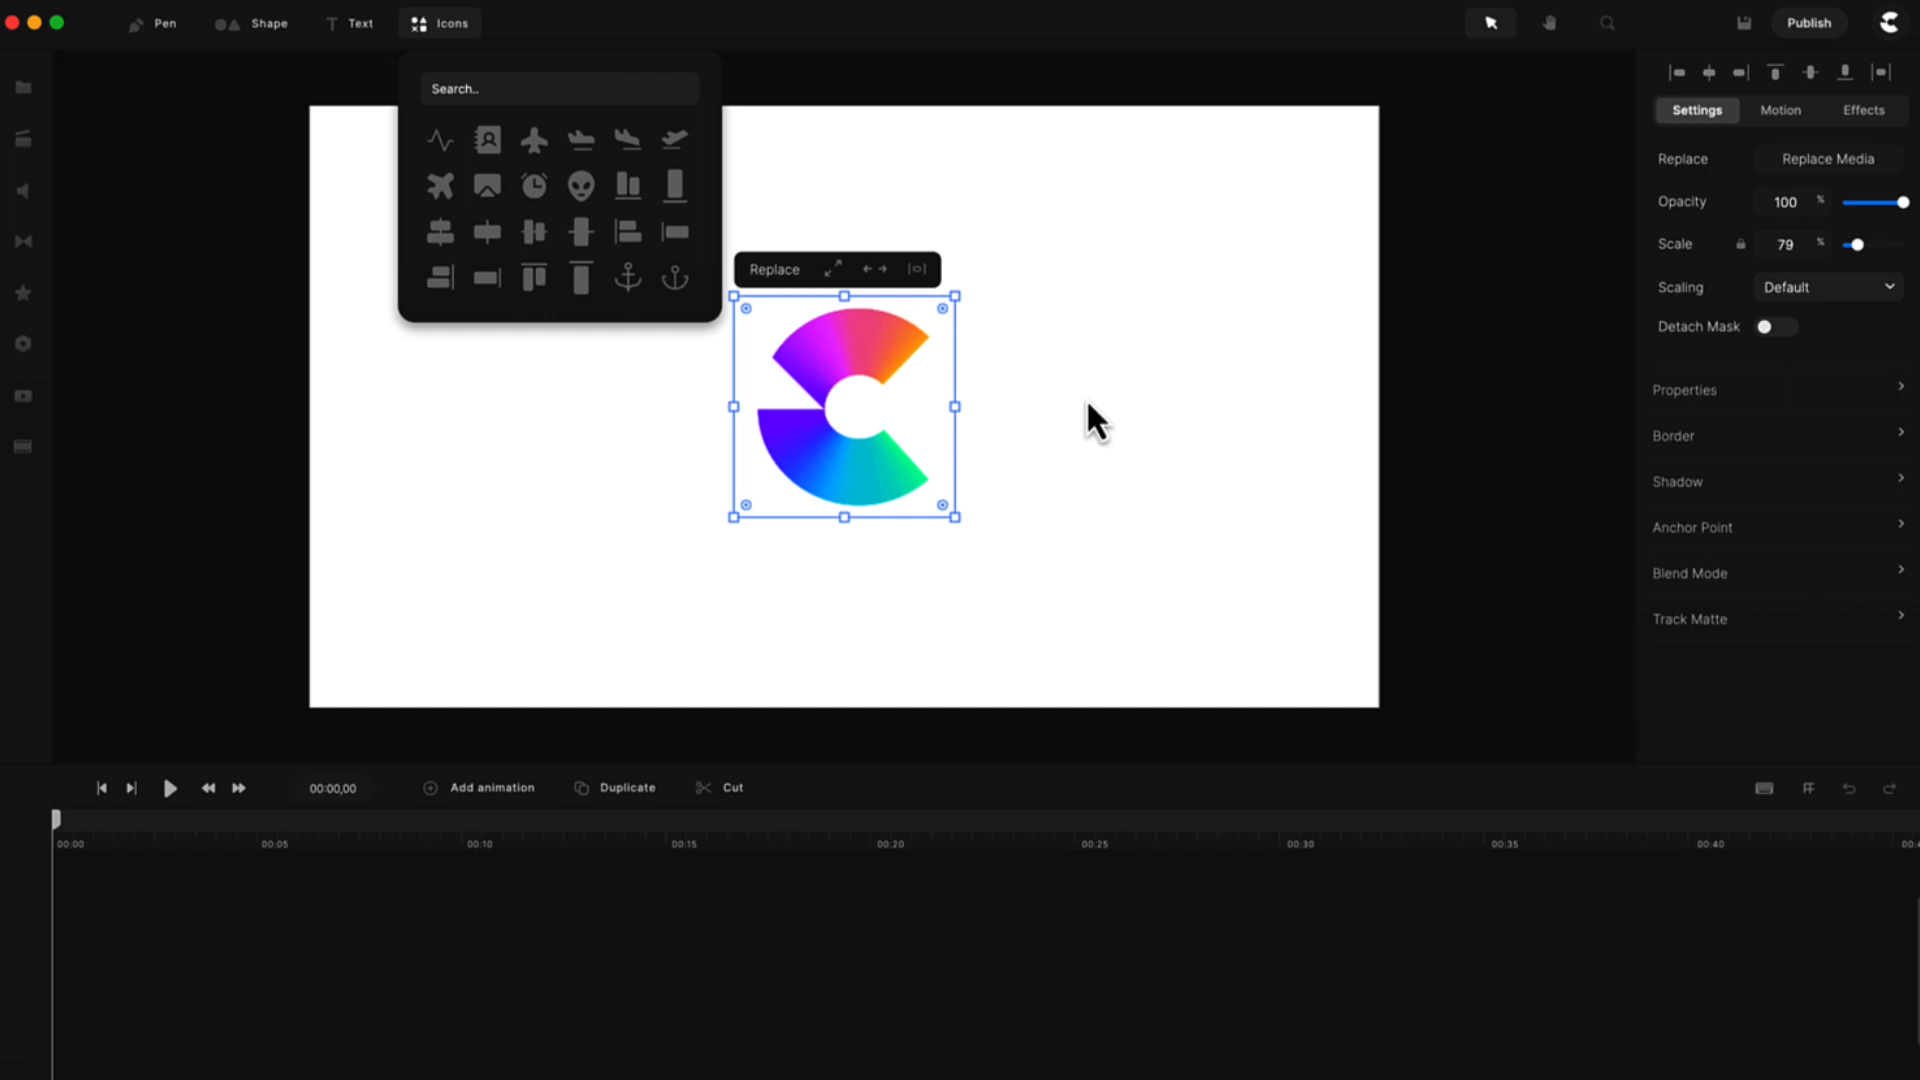 Pen Shape Text Icons Publish
Search..
Settings Motion Effects
Replace Replace Media
Opacity 100 %
Scale 79 %
Replace
Scaling Default
Detach Mask
Properties
Border
Shadow
Anchor Point
Blend Mode
Track Matte
00:00,00 Add animation Duplicate Cut
00:00 00:05 00:10 00:15 00:20 00:25 00:30 00:35 00:40